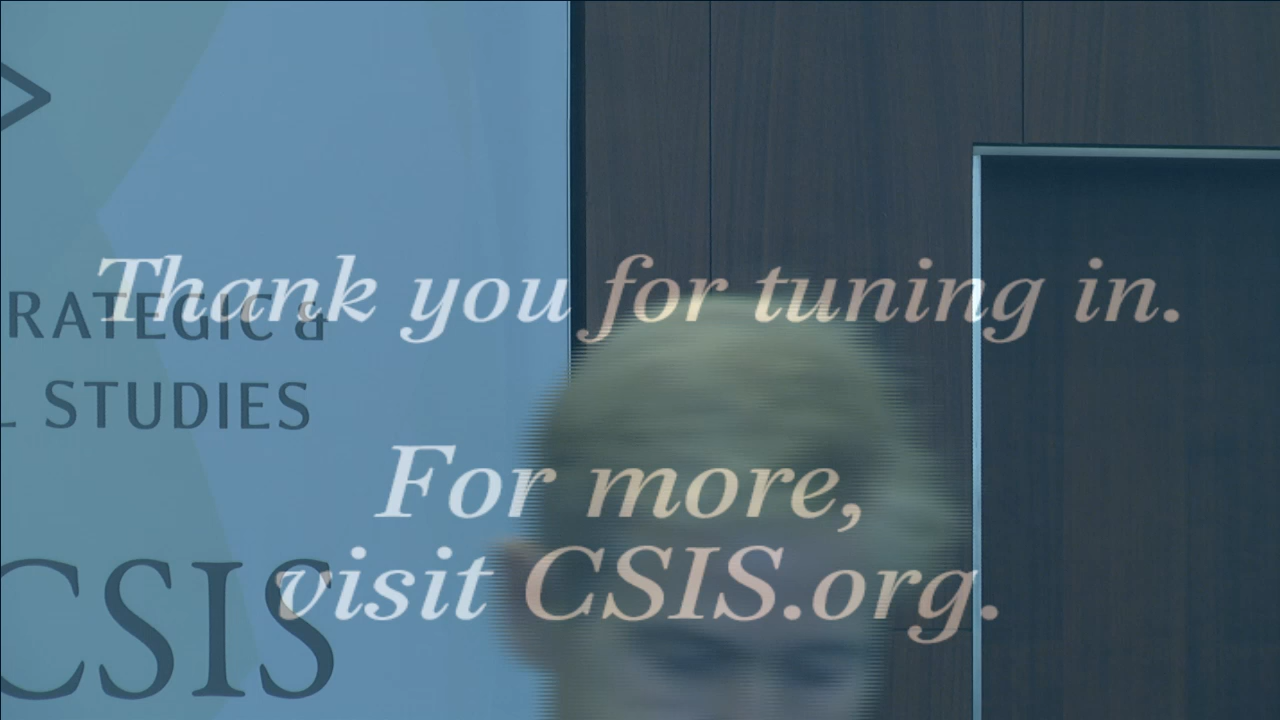 Thank you for tuning in.
RATEGIC &
L STUDIES
For more,
visit CSIS.org.
CSIS